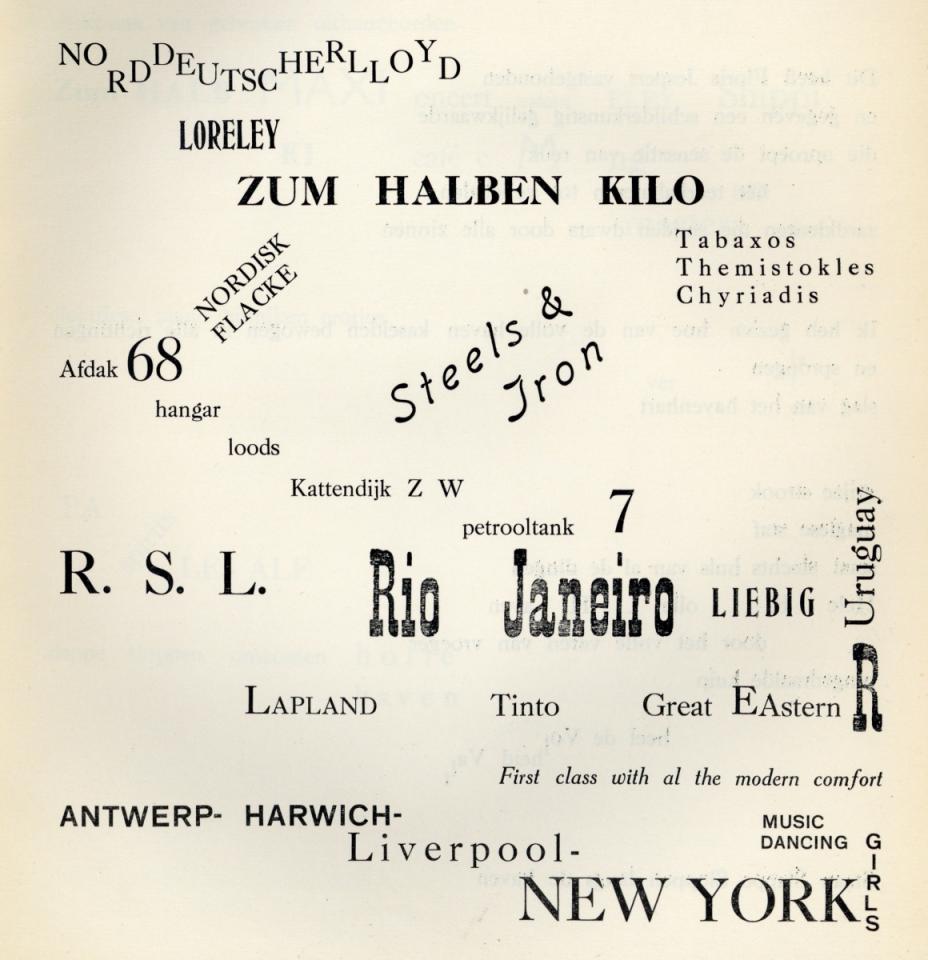 NORDDEUTSCHERLLOYD
LORELEY
ZUM HALBEN KILO
NORDISK
FLACKE
Tabaxos
Themistokles
Chyriadis
Steels &
Iron
Afdak 68
hangar
loods
Kattendijk Z W
petrooltank 7
R. S. L. Rio Janeiro LIEBIG
Uruguay
R
LAPLAND Tinto Great EAstern
First class with al the modern comfort
ANTWERP- HARWICH-
Liverpool-
MUSIC
DANCING
GIRLS
NEW YORK